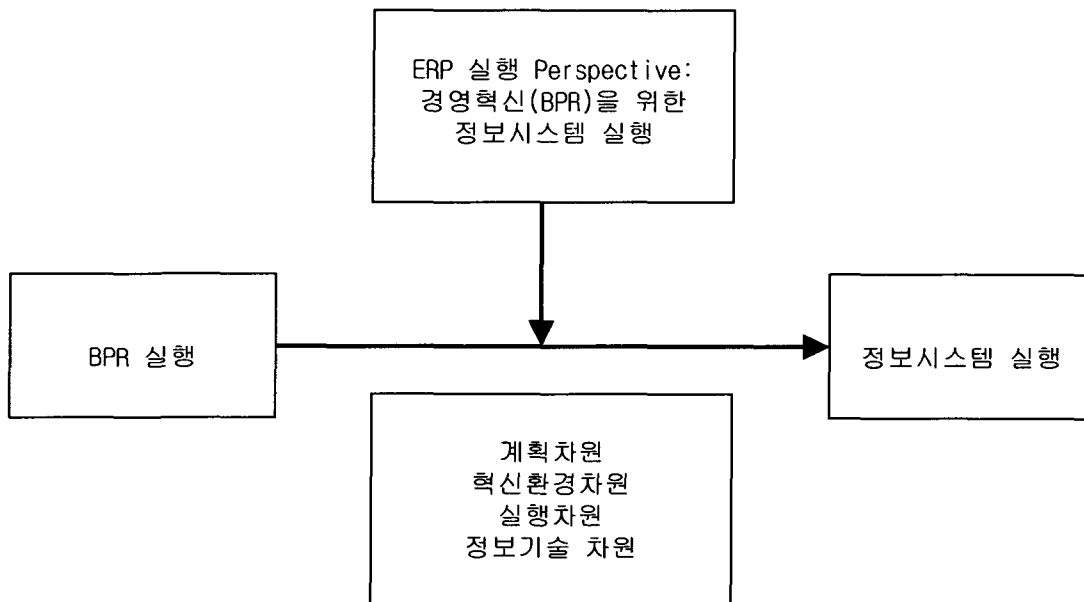 ERP 실행 Perspective:
경영혁신(BPR)을 위한
정보시스템 실행
BPR 실행
정보시스템 실행
계획차원
혁신환경차원
실행차원
정보기술 차원